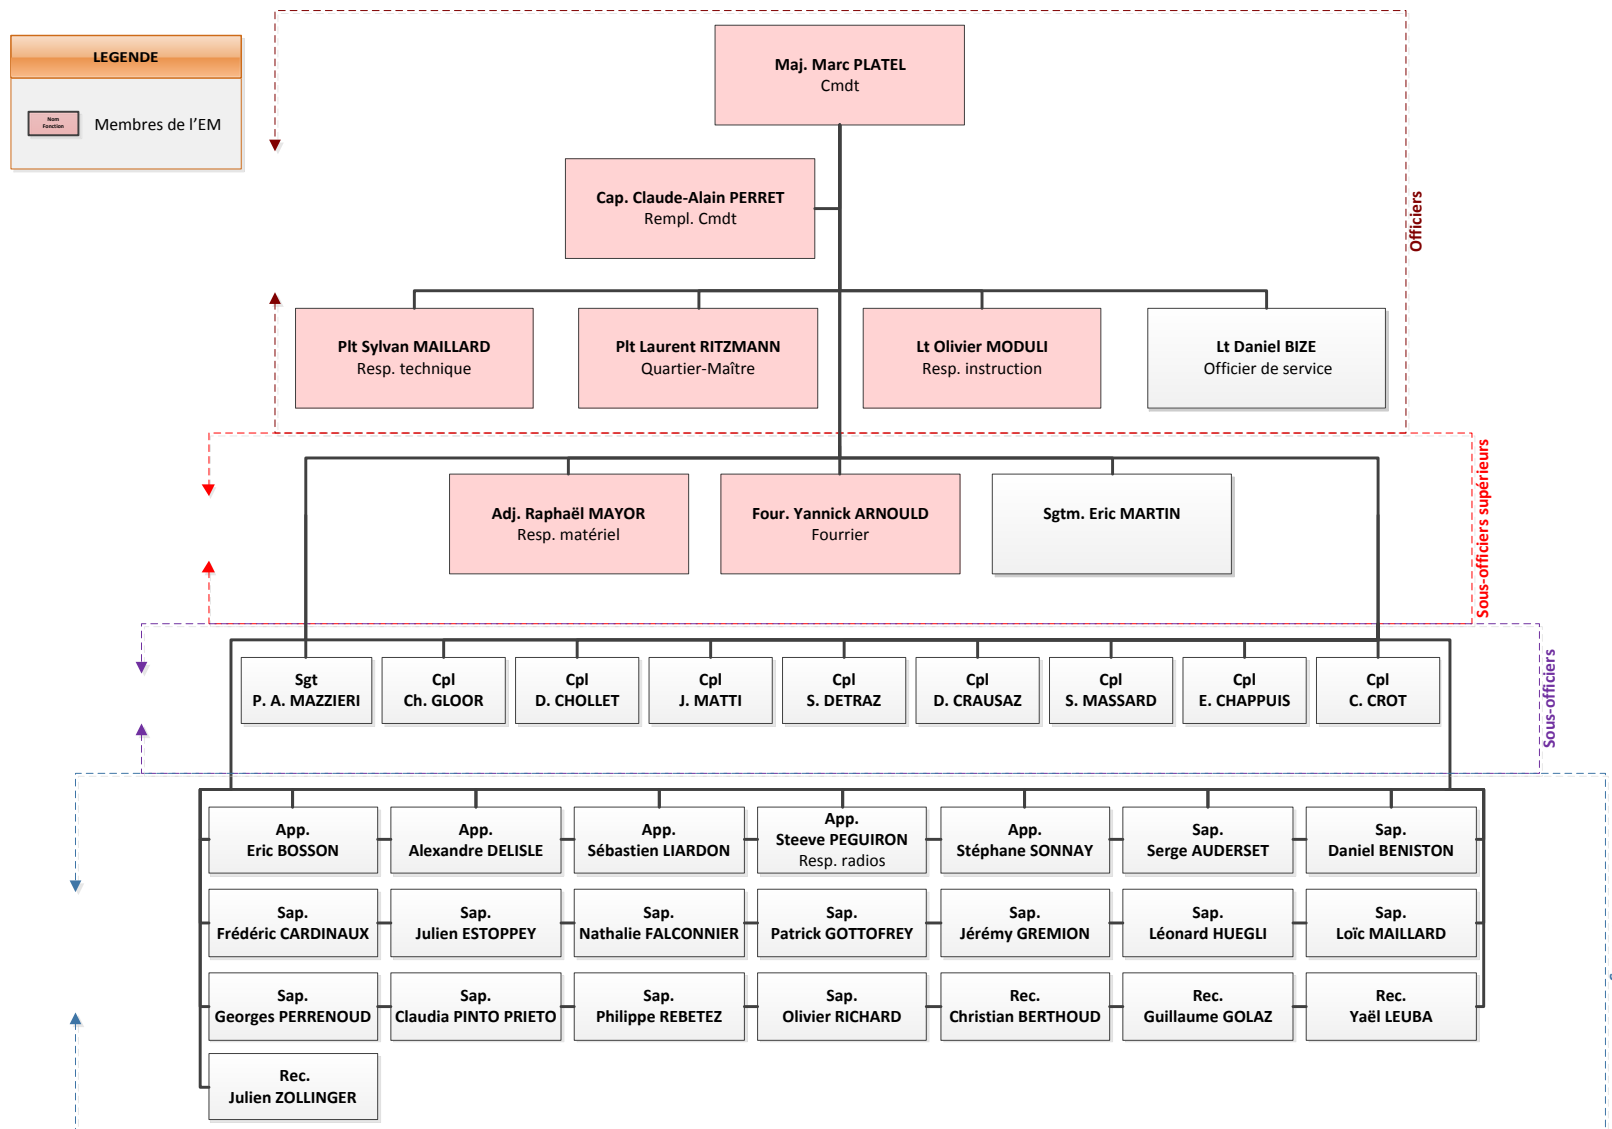 LEGENDE
Nom
Fonction
Membres de l'EM
Maj. Marc PLATEL
Cmdt
Cap. Claude-Alain PERRET
Rempl. Cmdt
Officiers
Plt Sylvan MAILLARD
Resp. technique
Plt Laurent RITZMANN
Quartier-Maître
Lt Olivier MODULI
Resp. instruction
Lt Daniel BIZE
Officier de service
Sous-officiers supérieurs
Adj. Raphaël MAYOR
Resp. matériel
Four. Yannick ARNOULD
Fourrier
Sgtm. Eric MARTIN
Sous-officiers
Sgt
P. A. MAZZIERI
Cpl
Ch. GLOOR
Cpl
D. CHOLLET
Cpl
J. MATTI
Cpl
S. DETRAZ
Cpl
D. CRAUSAZ
Cpl
S. MASSARD
Cpl
E. CHAPPUIS
Cpl
C. CROT
App.
Eric BOSSON
App.
Alexandre DELISLE
App.
Sébastien LIARDON
App.
Steeve PEGUIRON
Resp. radios
App.
Stéphane SONNAY
Sap.
Serge AUDERSET
Sap.
Daniel BENISTON
Sap.
Frédéric CARDINAUX
Sap.
Julien ESTOPPEY
Sap.
Nathalie FALCONNIER
Sap.
Patrick GOTTOFREY
Sap.
Jérémy GREMION
Sap.
Léonard HUEGLI
Sap.
Loïc MAILLARD
Sap.
Georges PERRENOUD
Sap.
Claudia PINTO PRIETO
Sap.
Philippe REBETEZ
Sap.
Olivier RICHARD
Rec.
Christian BERTHOUD
Rec.
Guillaume GOLAZ
Rec.
Yaël LEUBA
Rec.
Julien ZOLLINGER